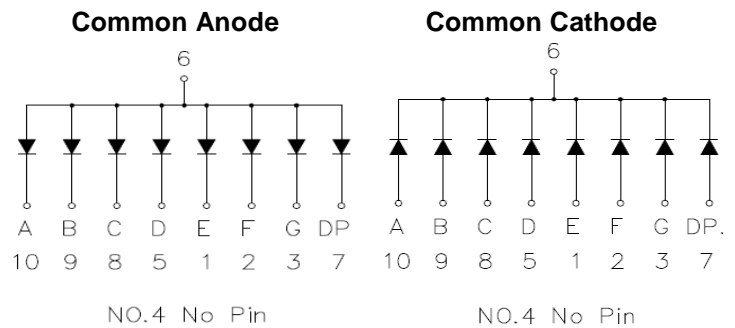 Common Anode
6
A B C D E F G DP
10 9 8 5 1 2 3 7
NO.4 No Pin
Common Cathode
6
A B C D E F G DP.
10 9 8 5 1 2 3 7
NO.4 No Pin